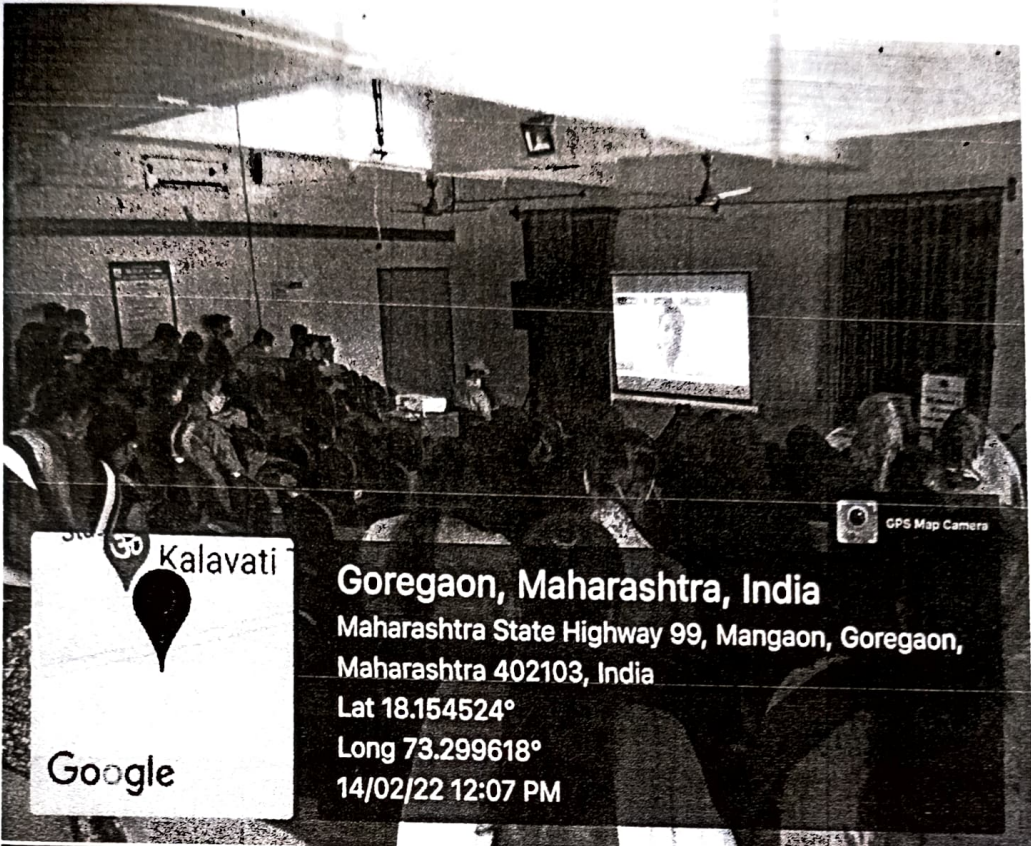 GPS Map Camera
ॐ
Kalavati
Google
Goregaon, Maharashtra, India
Maharashtra State Highway 99, Mangaon, Goregaon,
Maharashtra 402103, India
Lat 18.154524°
Long 73.299618°
14/02/22 12:07 PM